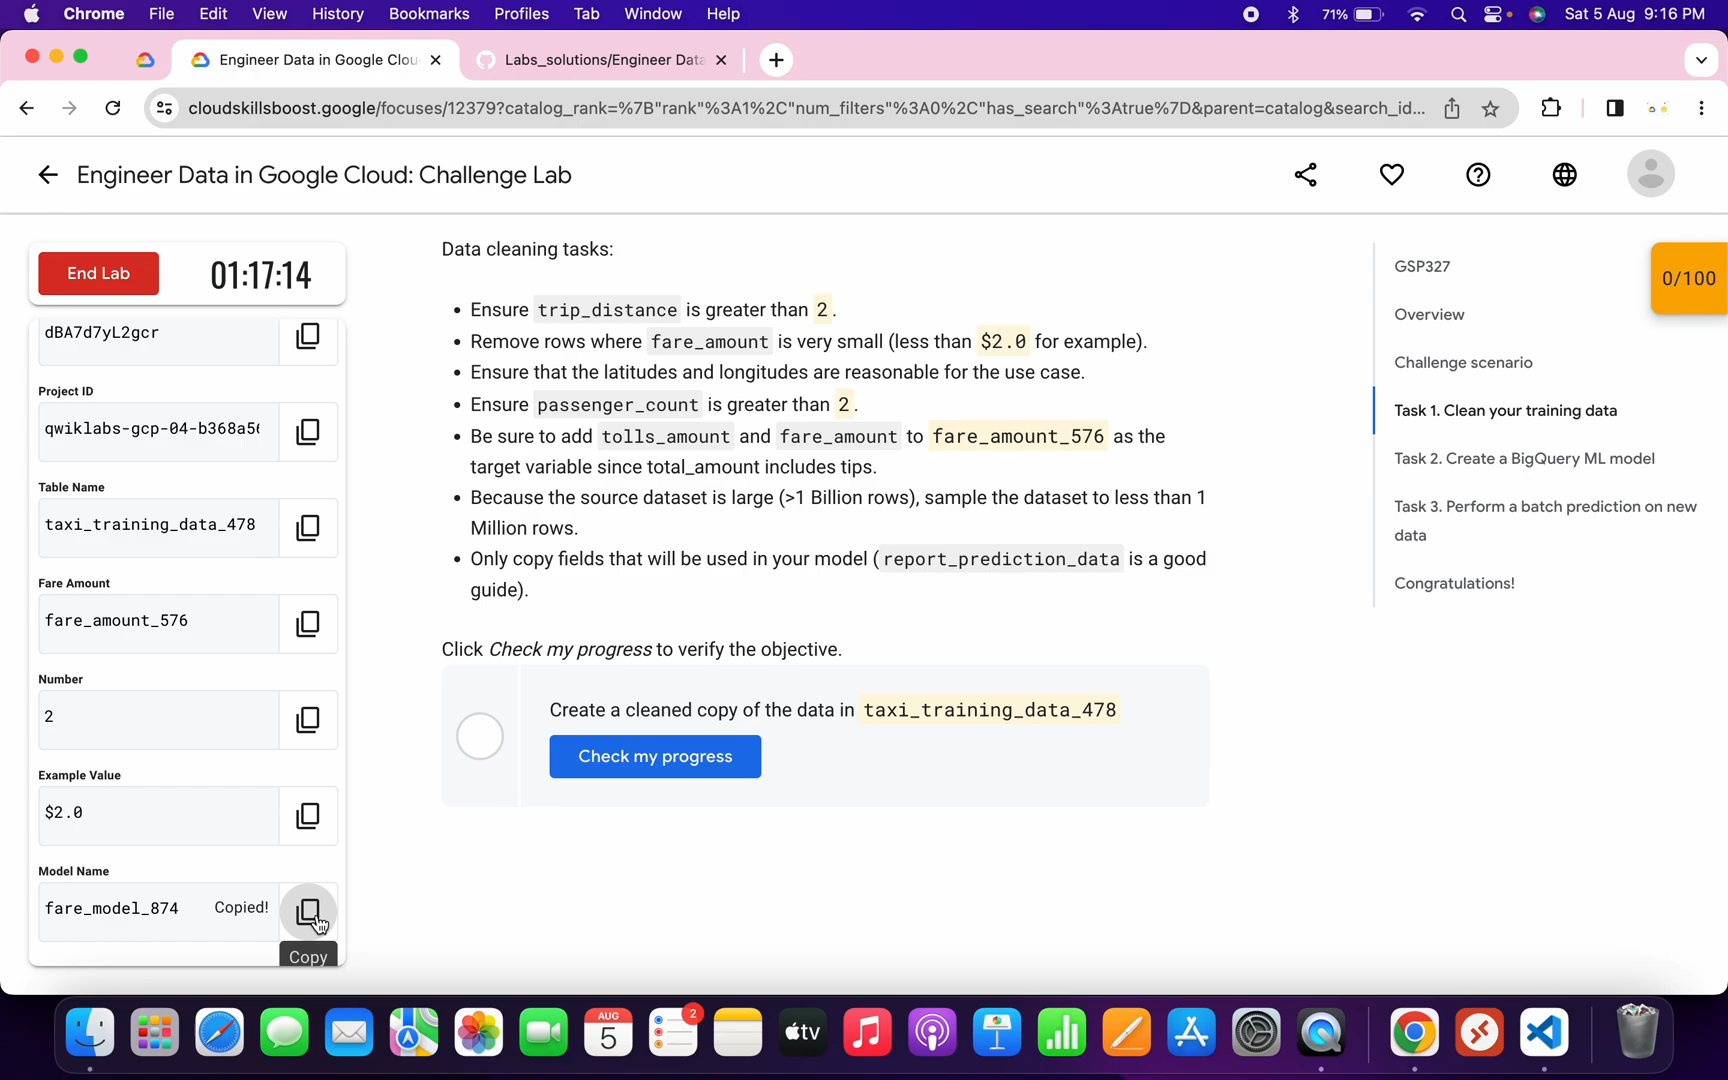 Chrome File Edit View History Bookmarks Profiles Tab Window Help 71% Sat 5 Aug 9:16 PM
Engineer Data in Google Clou Labs_solutions/Engineer Data
cloudskillsboost.google/focuses/12379?catalog_rank=%7B"rank"%3A1%2C"num_filters"%3A0%2C"has_search"%3Atrue%7D&parent=catalog&search_id...
Engineer Data in Google Cloud: Challenge Lab
End Lab 01:17:14
dBA7d7yL2gcr
Project ID
qwiklabs-gcp-04-b368a5
Table Name
taxi_training_data_478
Fare Amount
fare_amount_576
Number
2
Example Value
$2.0
Model Name
fare_model_874 Copied!
Copy
Data cleaning tasks:
• Ensure trip_distance is greater than 2.
• Remove rows where fare_amount is very small (less than $2.0 for example).
• Ensure that the latitudes and longitudes are reasonable for the use case.
• Ensure passenger_count is greater than 2.
• Be sure to add tolls_amount and fare_amount to fare_amount_576 as the
target variable since total_amount includes tips.
• Because the source dataset is large (>1 Billion rows), sample the dataset to less than 1
Million rows.
• Only copy fields that will be used in your model (report_prediction_data is a good
guide).
Click Check my progress to verify the objective.
Create a cleaned copy of the data in taxi_training_data_478
Check my progress
GSP327
Overview
Challenge scenario
Task 1. Clean your training data
Task 2. Create a BigQuery ML model
Task 3. Perform a batch prediction on new
data
Congratulations!
0/100
AUG
5
2
tv